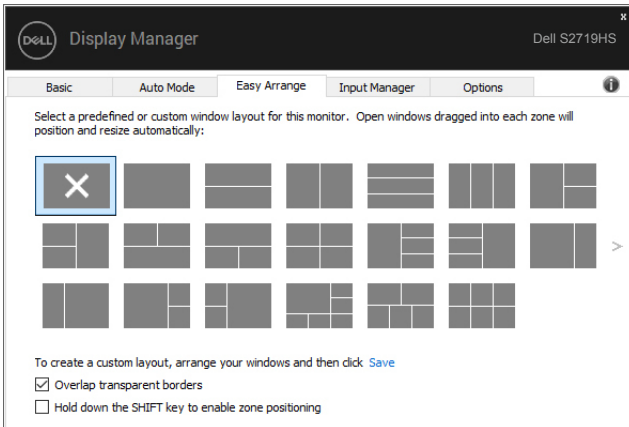 x
DELL Display Manager Dell S2719HS
Basic Auto Mode Easy Arrange Input Manager Options
Select a predefined or custom window layout for this monitor. Open windows dragged into each zone will
position and resize automatically:
>
To create a custom layout, arrange your windows and then click Save
Overlap transparent borders
Hold down the SHIFT key to enable zone positioning